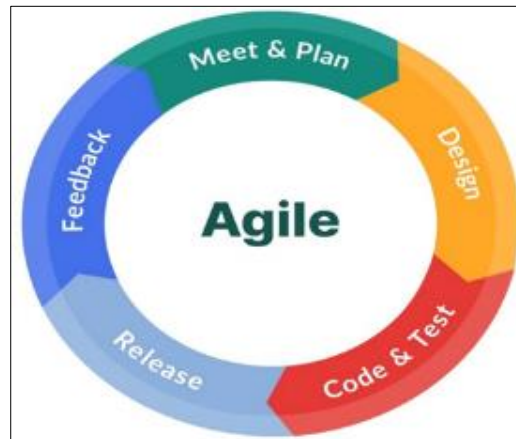 Meet & Plan
Design
Code & Test
Release
Feedback
Agile